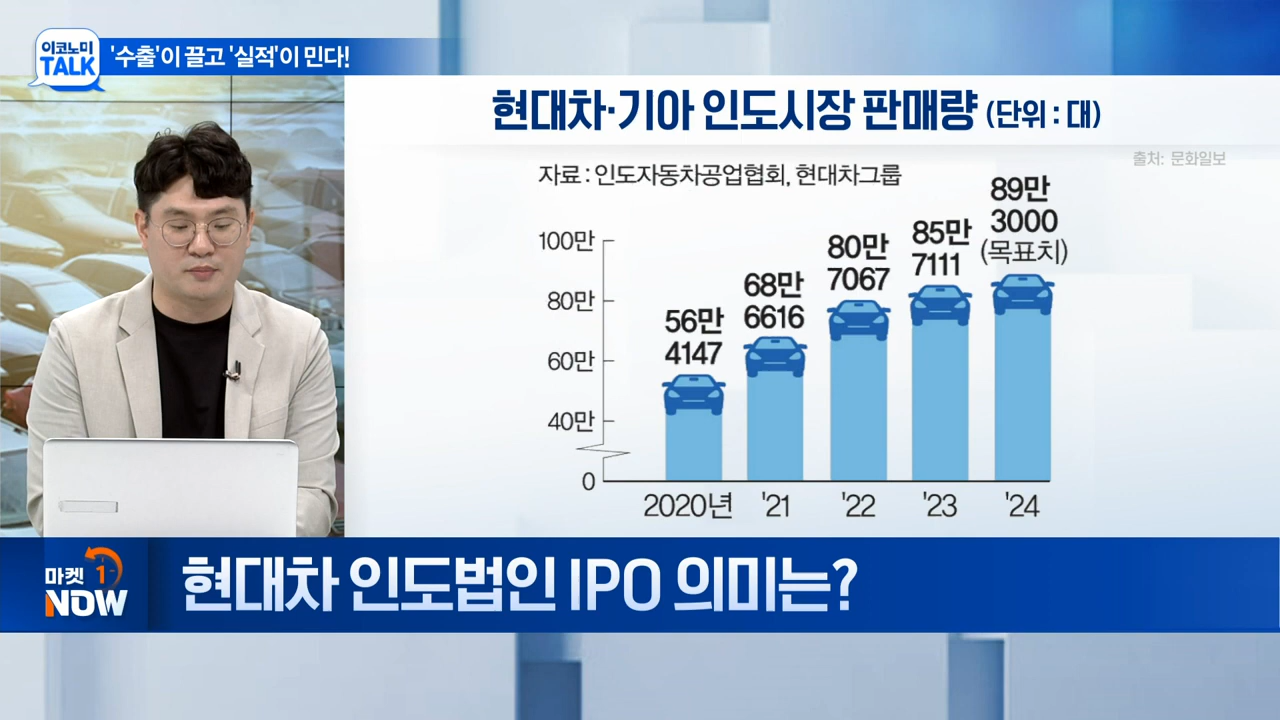 이코노미
TALK
'수출'이 끌고 '실적'이 민다!
현대차·기아 인도시장 판매량 (단위 : 대)
출처: 문화일보
자료 : 인도자동차공업협회, 현대차그룹
100만
80만
60만
40만
0
56만
4147
68만
6616
80만
7067
85만
7111
89만
3000
(목표치)
2020년
'21
'22
'23
'24
마켓 1
NOW
현대차 인도법인 IPO 의미는?